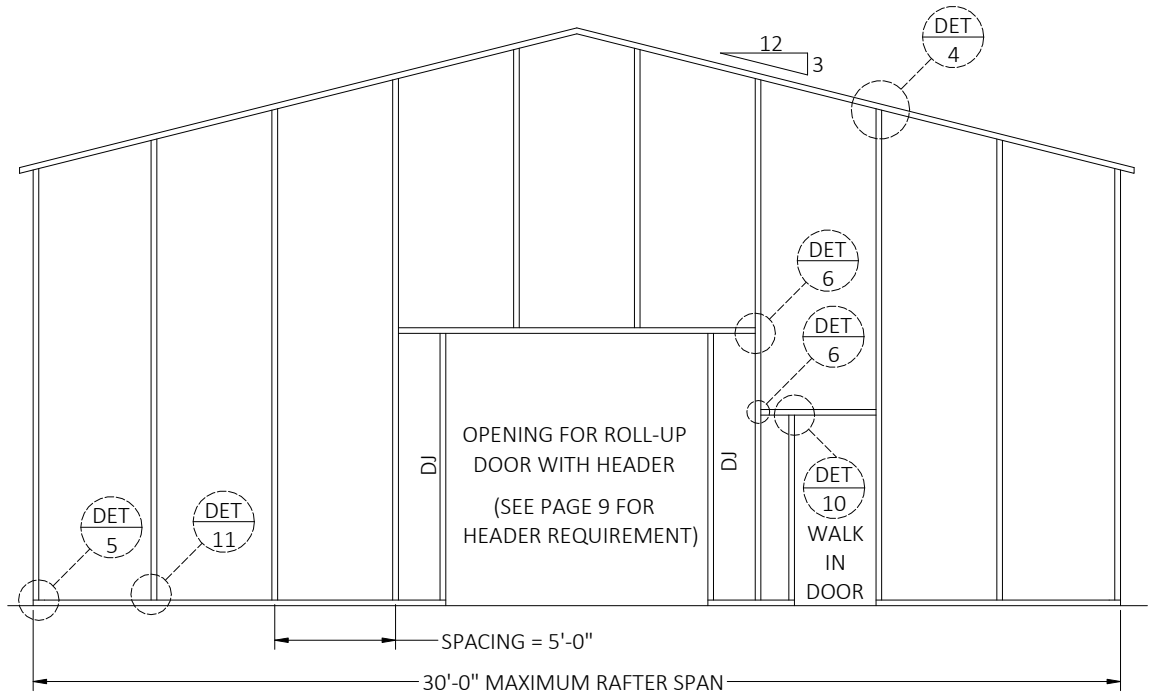 12
3
DET
4
DET
6
DET
6
OPENING FOR ROLL-UP
DOOR WITH HEADER
(SEE PAGE 9 FOR
HEADER REQUIREMENT)
DJ
DJ
DET
10
WALK
IN
DOOR
DET
5
DET
11
SPACING = 5'-0"
30'-0" MAXIMUM RAFTER SPAN